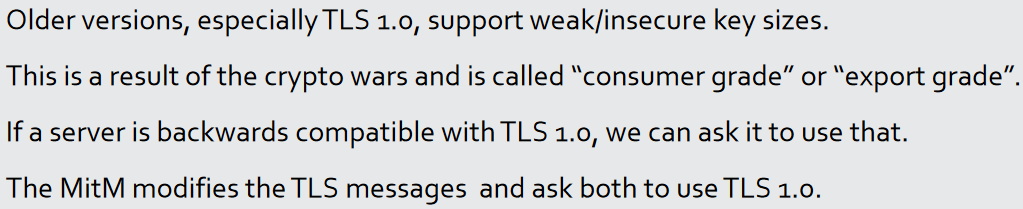 Older versions, especially TLS 1.0, support weak/insecure key sizes.
This is a result of the crypto wars and is called “consumer grade” or “export grade”.
If a server is backwards compatible with TLS 1.0, we can ask it to use that.
The MitM modifies the TLS messages  and ask both to use TLS 1.0.